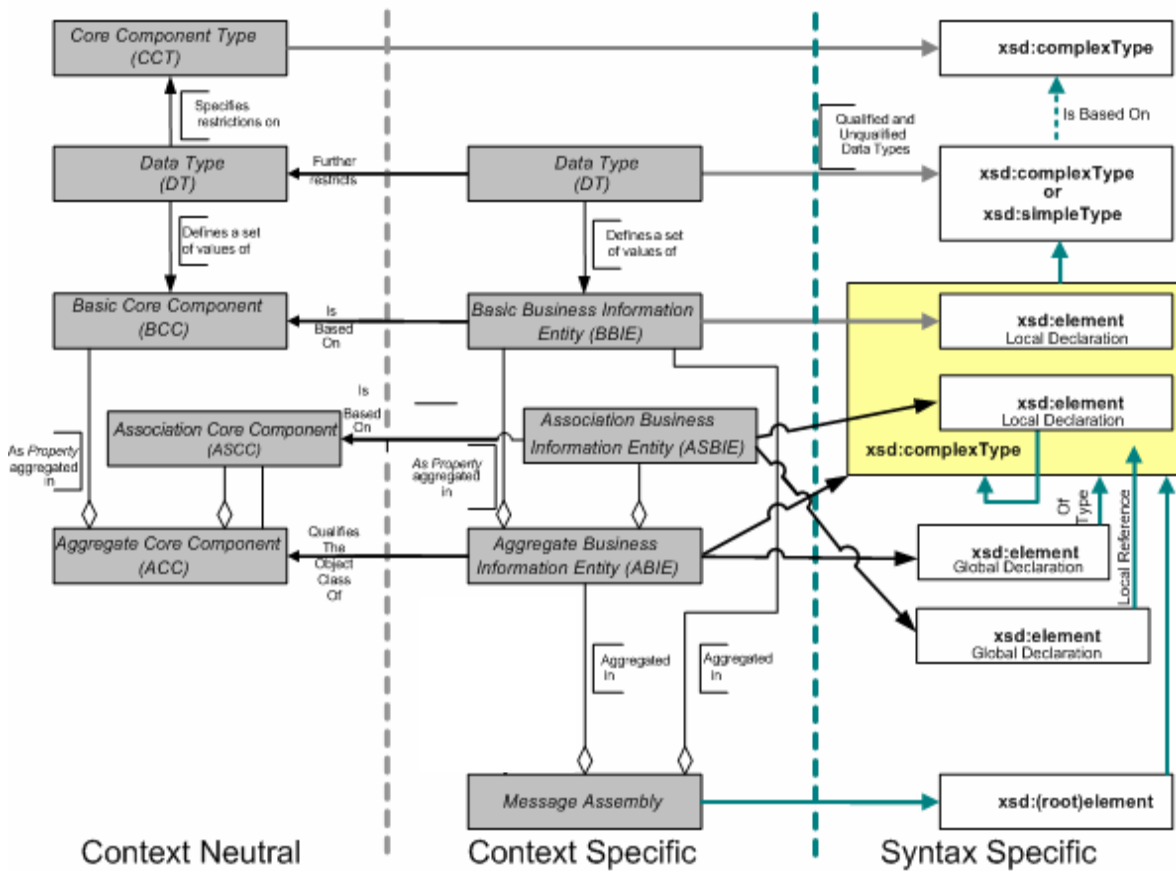 Core Component Type
(CCT)
xsd:complexType
Specifies
restrictions on
Qualified and
Unqualified
Data Types
Is Based On
Data Type
(DT)
Further
restricts
Data Type
(DT)
xsd:complexType
or
xsd:simpleType
Defines a set
of values of
Defines a set
of values of
Basic Core Component
(BCC)
Is
Based
On
Basic Business Information
Entity (BBIE)
xsd:element
Local Declaration
Is
Based
On
Association Core Component
(ASCC)
Association Business
Information Entity (ASBIE)
xsd:element
Local Declaration
xsd:complexType
As Property
aggregated
in
As Property
aggregated
in
Of
Type
Local Reference
Aggregate Core Component
(ACC)
Qualifies
The
Object
Class
Of
Aggregate Business
Information Entity (ABIE)
xsd:element
Global Declaration
xsd:element
Global Declaration
Aggregated
in
Aggregated
in
Message Assembly
xsd:(root)element
Context Neutral
Context Specific
Syntax Specific